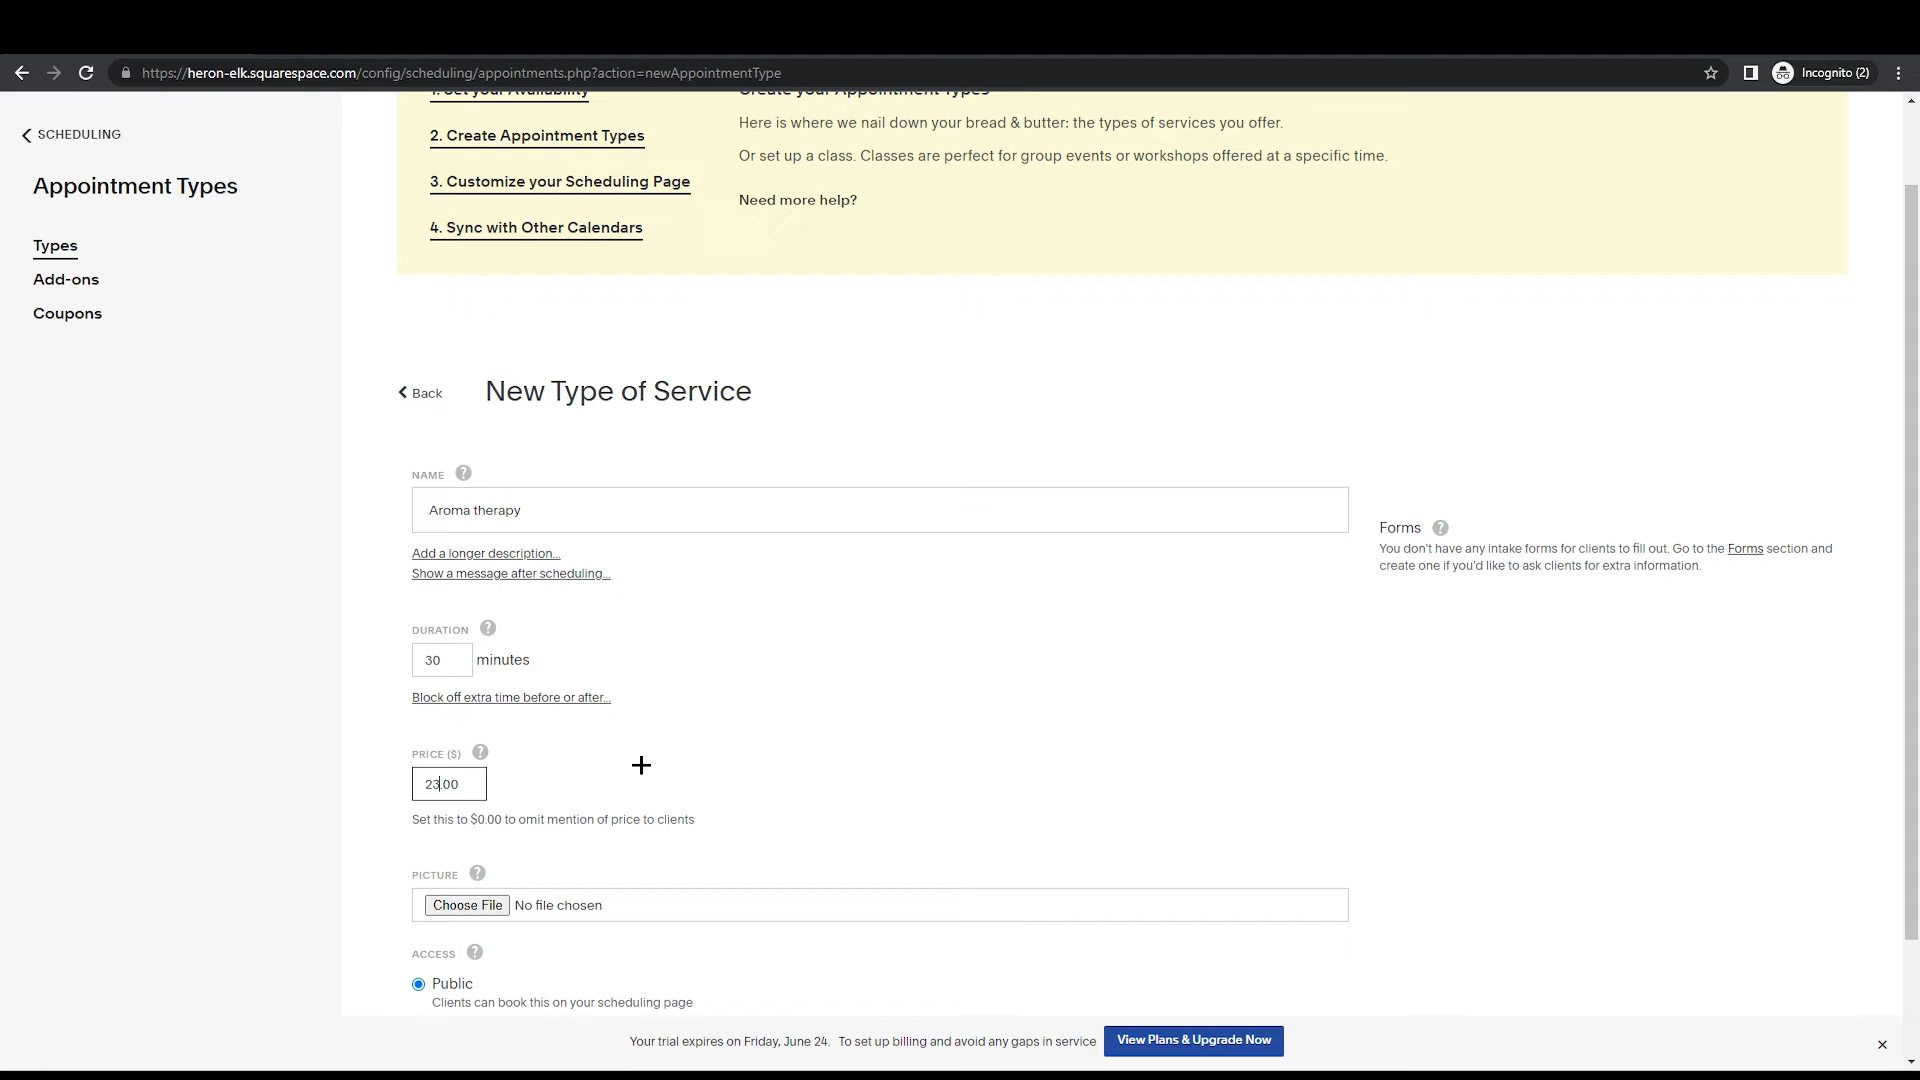 https://heron-elk.squarespace.com/config/scheduling/appointments.php?action=newAppointmentType
Incognito (2)
SCHEDULING
Appointment Types
Types
Add-ons
Coupons
1. Set your Availability
2. Create Appointment Types
3. Customize your Scheduling Page
4. Sync with Other Calendars
Create your Appointment Types
Here is where we nail down your bread & butter: the types of services you offer.
Or set up a class. Classes are perfect for group events or workshops offered at a specific time.
Need more help?
Back
New Type of Service
NAME ?
Aroma therapy
Add a longer description...
Show a message after scheduling...
DURATION ?
30 minutes
Block off extra time before or after...
PRICE ($) ?
23.00
Set this to $0.00 to omit mention of price to clients
PICTURE ?
Choose File No file chosen
ACCESS ?
Public
Clients can book this on your scheduling page
Forms ?
You don't have any intake forms for clients to fill out. Go to the Forms section and
create one if you'd like to ask clients for extra information.
Your trial expires on Friday, June 24. To set up billing and avoid any gaps in service
View Plans & Upgrade Now